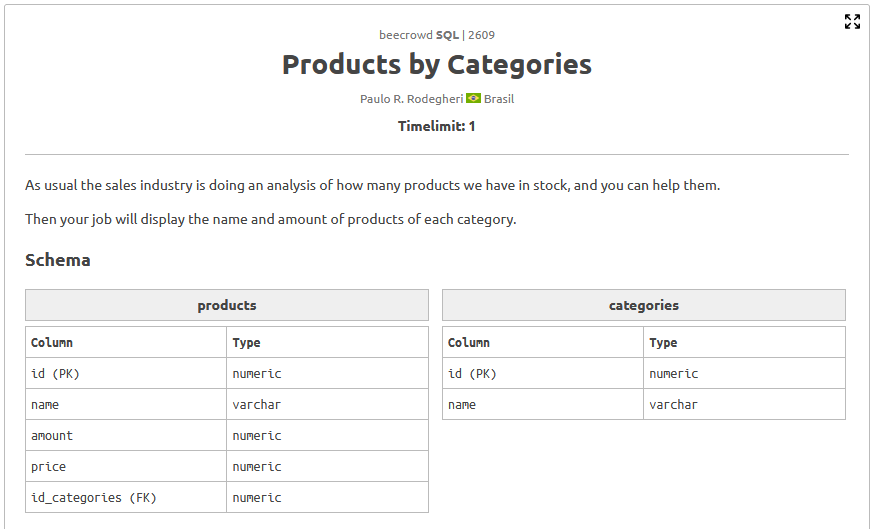 beecrowd SQL | 2609
Products by Categories
Paulo R. Rodegheri Brasil
Timelimit: 1
As usual the sales industry is doing an analysis of how many products we have in stock, and you can help them.
Then your job will display the name and amount of products of each category.
Schema
products
Column Type
id (PK) numeric
name varchar
amount numeric
price numeric
id_categories (FK) numeric
categories
Column Type
id (PK) numeric
name varchar